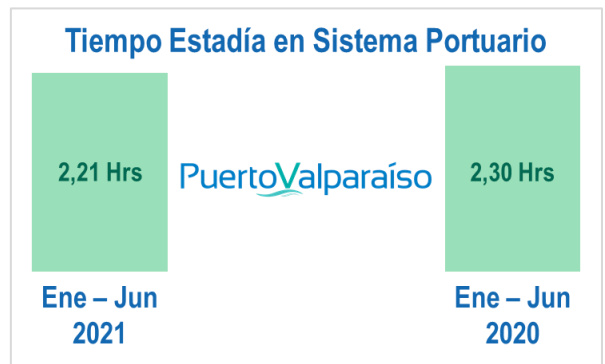 Tiempo Estadía en Sistema Portuario
2,21 Hrs
PuertoValparaíso
2,30 Hrs
Ene – Jun
2021
Ene – Jun
2020